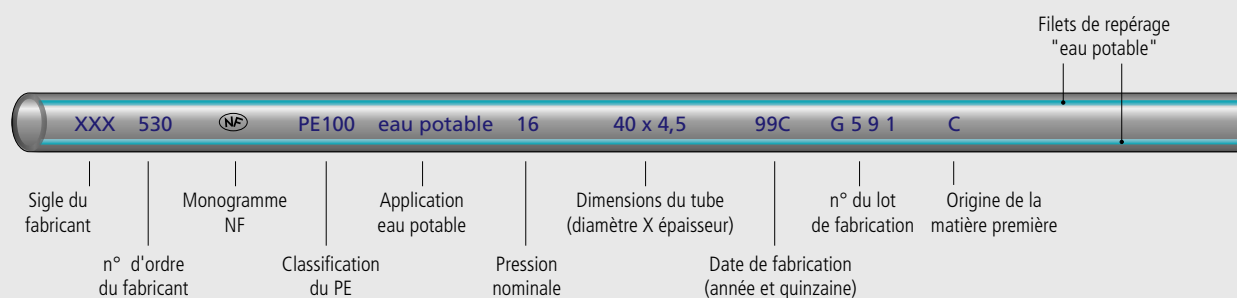 Filets de repérage
"eau potable"
XXX 530 NF PE100 eau potable 16 40 x 4,5 99C G 5 9 1 C
Sigle du
fabricant
Monogramme
NF
Application
eau potable
Dimensions du tube
(diamètre X épaisseur)
n° du lot
de fabrication
Origine de la
matière première
n° d'ordre
du fabricant
Classification
du PE
Pression
nominale
Date de fabrication
(année et quinzaine)